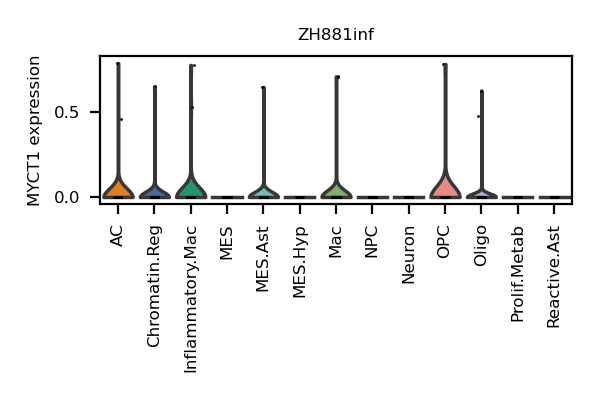 ZH881inf
MYCT1 expression
0.5
0.0
AC
Chromatin.Reg
Inflammatory.Mac
MES
MES.Ast
MES.Hyp
Mac
NPC
Neuron
OPC
Oligo
Prolif.Metab
Reactive.Ast